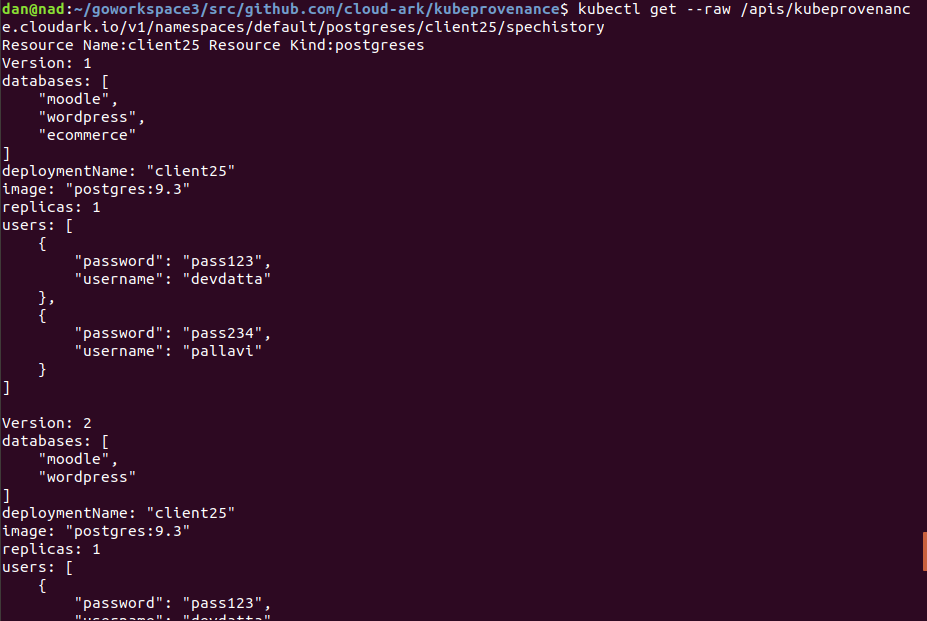 dan@nad:~/goworkspace3/src/github.com/cloud-ark/kubeprovenance$ kubectl get --raw /apis/kubeprovenanc
e.cloudark.io/v1/namespaces/default/postgreses/client25/spechistory
Resource Name:client25 Resource Kind:postgreses
Version: 1
databases: [
    "moodle",
    "wordpress",
    "ecommerce"
]
deploymentName: "client25"
image: "postgres:9.3"
replicas: 1
users: [
    {
        "password": "pass123",
        "username": "devdatta"
    },
    {
        "password": "pass234",
        "username": "pallavi"
    }
]

Version: 2
databases: [
    "moodle",
    "wordpress"
]
deploymentName: "client25"
image: "postgres:9.3"
replicas: 1
users: [
    {
        "password": "pass123",
        "username": "devdatta"